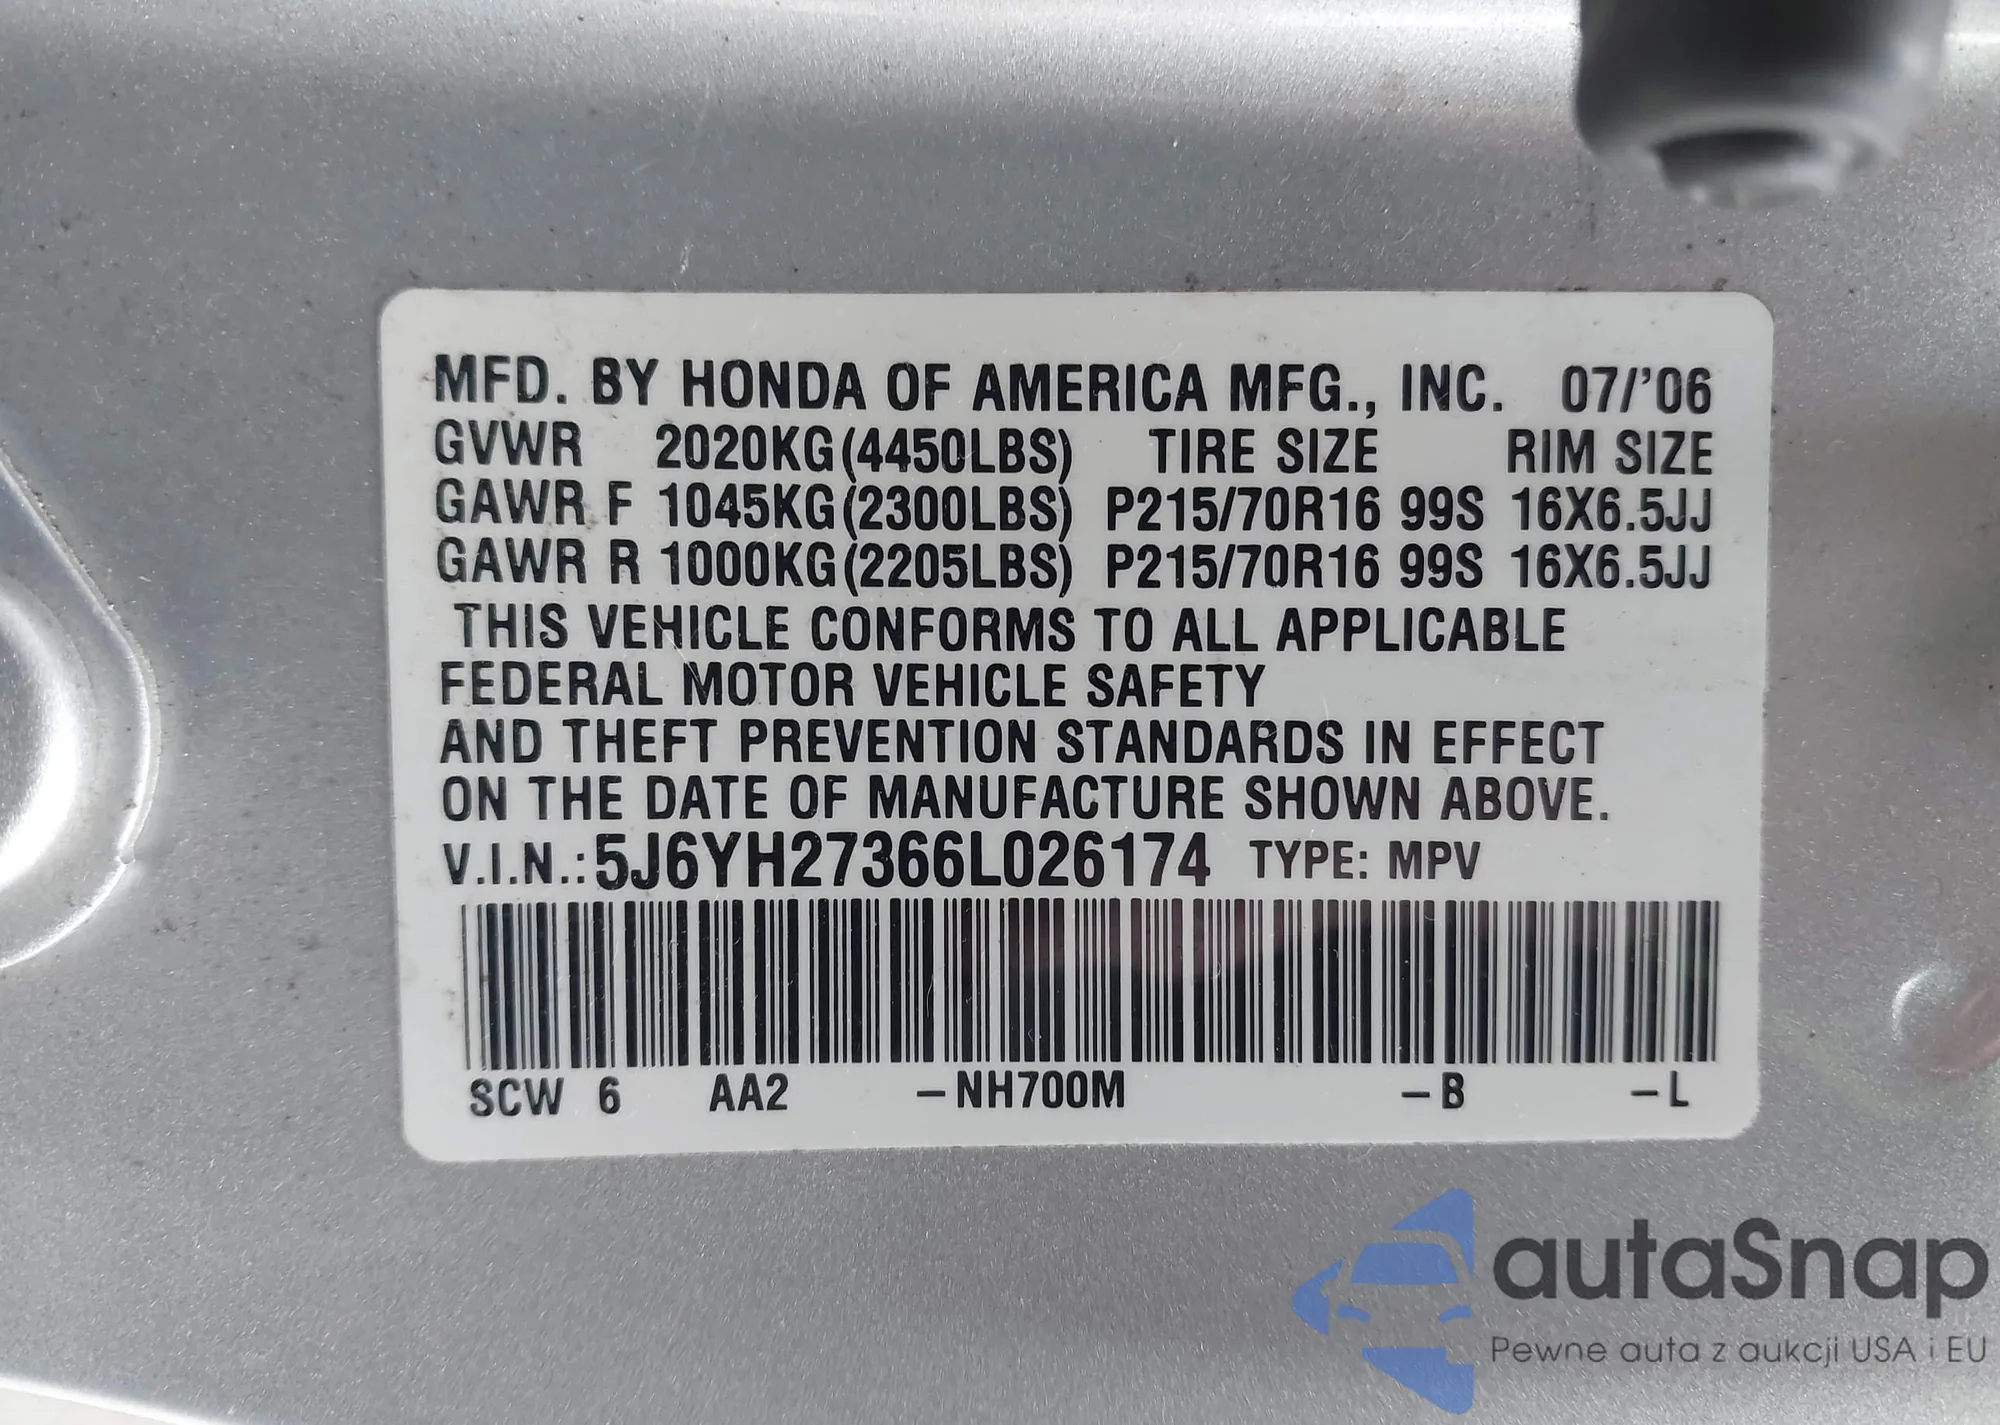 MFD. BY HONDA OF AMERICA MFG., INC. 07/'06
GVWR 2020KG(4450LBS) TIRE SIZE RIM SIZE
GAWR F 1045KG(2300LBS) P215/70R16 99S 16X6.5JJ
GAWR R 1000KG(2205LBS) P215/70R16 99S 16X6.5JJ
THIS VEHICLE CONFORMS TO ALL APPLICABLE
FEDERAL MOTOR VEHICLE SAFETY
AND THEFT PREVENTION STANDARDS IN EFFECT
ON THE DATE OF MANUFACTURE SHOWN ABOVE.
V.I.N.:5J6YH27366L026174 TYPE: MPV
SCW 6 AA2 -NH700M -B -L
autaSnap
Pewne auta z aukcji USA i EU